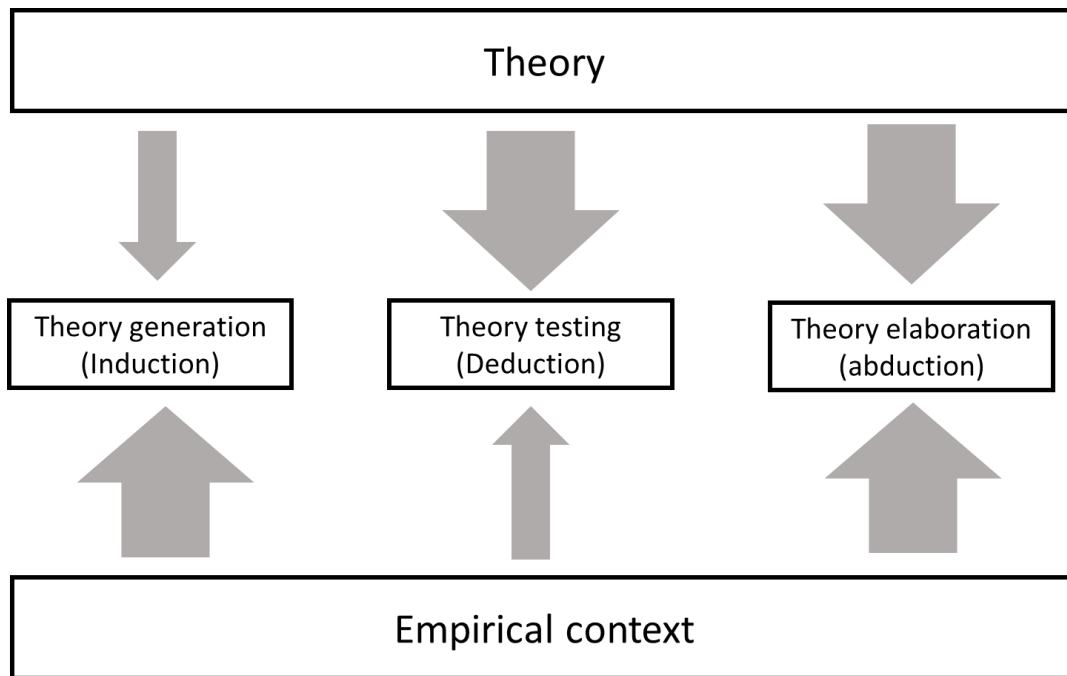 Theory
Theory generation
(Induction)
Theory testing
(Deduction)
Theory elaboration
(abduction)
Empirical context